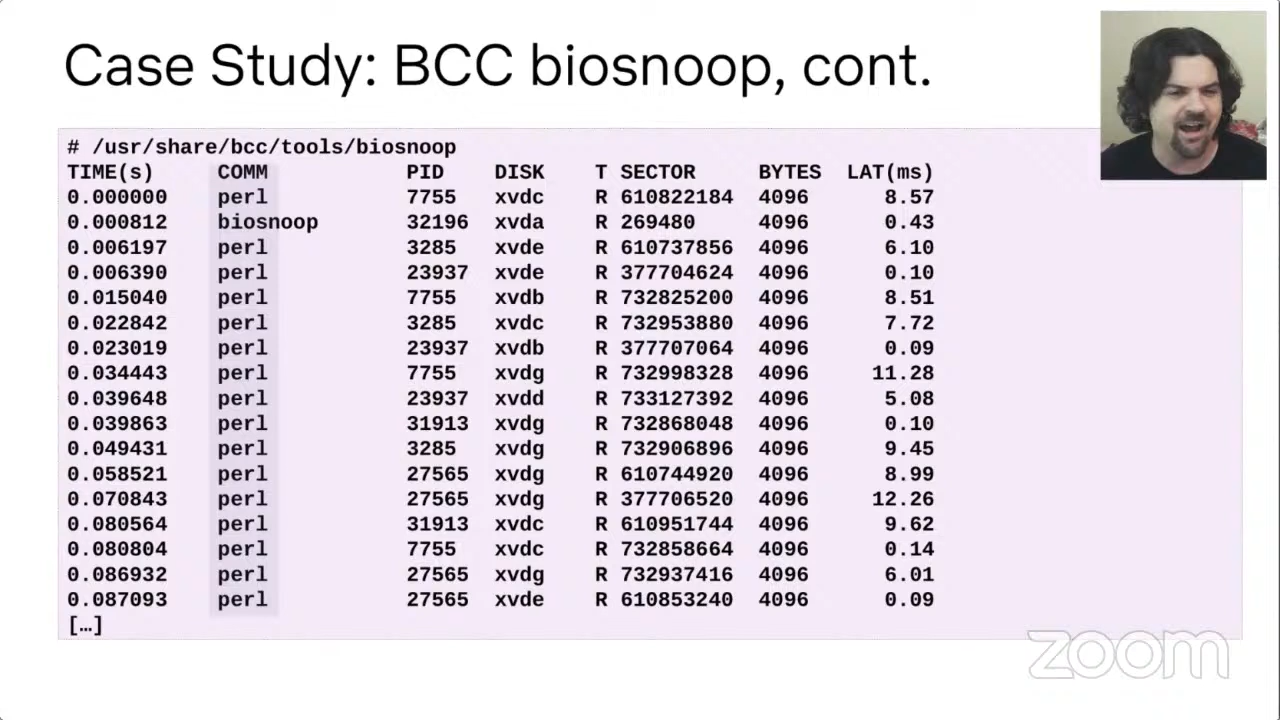 Case Study: BCC biosnoop, cont.
# /usr/share/bcc/tools/biosnoop
TIME(s) COMM PID DISK T SECTOR BYTES LAT(ms)
0.000000 perl 7755 xvdc R 610822184 4096 8.57
0.000812 biosnoop 32196 xvda R 269480 4096 0.43
0.006197 perl 3285 xvde R 610737856 4096 6.10
0.006390 perl 23937 xvde R 377704624 4096 0.10
0.015040 perl 7755 xvdb R 732825200 4096 8.51
0.022842 perl 3285 xvdc R 732953880 4096 7.72
0.023019 perl 23937 xvdb R 377707064 4096 0.09
0.034443 perl 7755 xvdg R 732998328 4096 11.28
0.039648 perl 23937 xvdd R 733127392 4096 5.08
0.039863 perl 31913 xvdg R 732868048 4096 0.10
0.049431 perl 3285 xvdg R 732906896 4096 9.45
0.058521 perl 27565 xvdg R 610744920 4096 8.99
0.070843 perl 27565 xvdg R 377706520 4096 12.26
0.080564 perl 31913 xvdc R 610951744 4096 9.62
0.080804 perl 7755 xvdc R 732858664 4096 0.14
0.086932 perl 27565 xvdg R 732937416 4096 6.01
0.087093 perl 27565 xvde R 610853240 4096 0.09
[…]
zoom